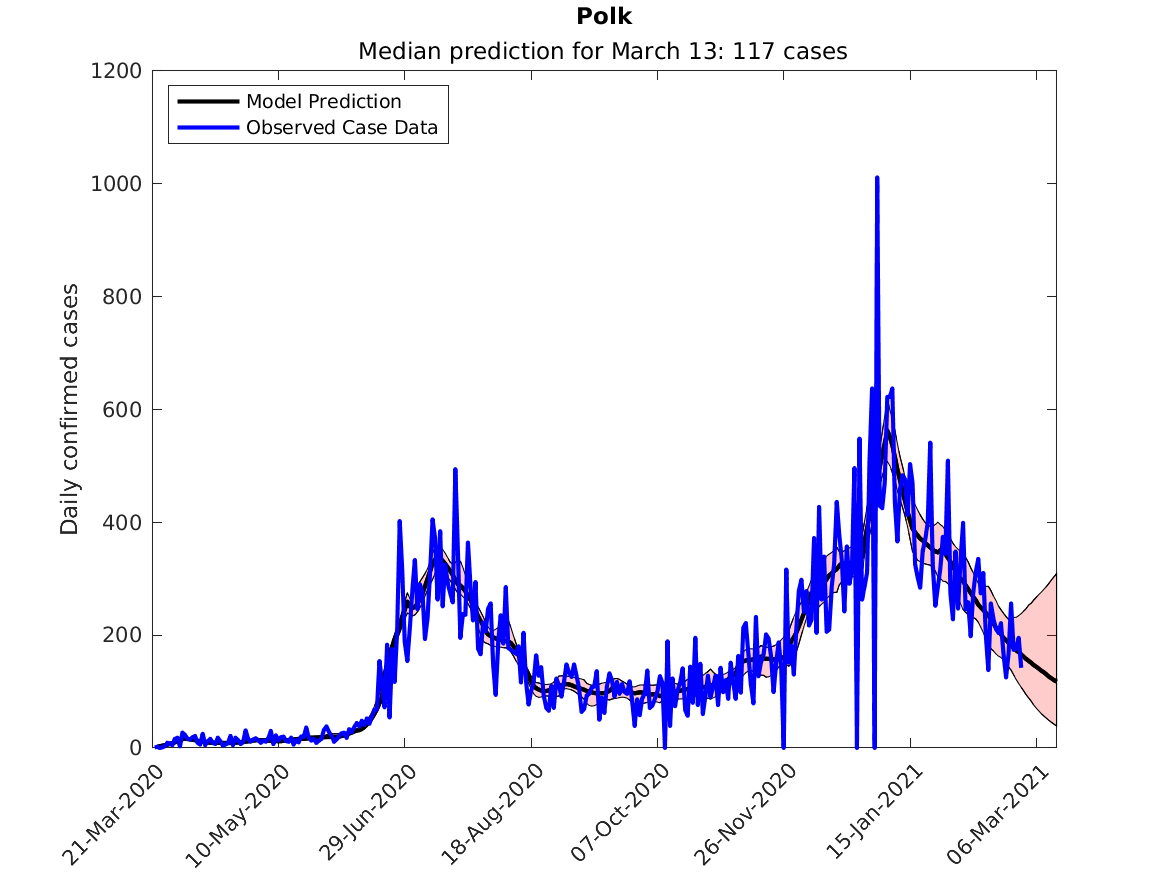 Polk
Median prediction for March 13: 117 cases
Model Prediction
Observed Case Data
Daily confirmed cases
1200
1000
800
600
400
200
0
21-Mar-2020
10-May-2020
29-Jun-2020
18-Aug-2020
07-Oct-2020
26-Nov-2020
15-Jan-2021
06-Mar-2021